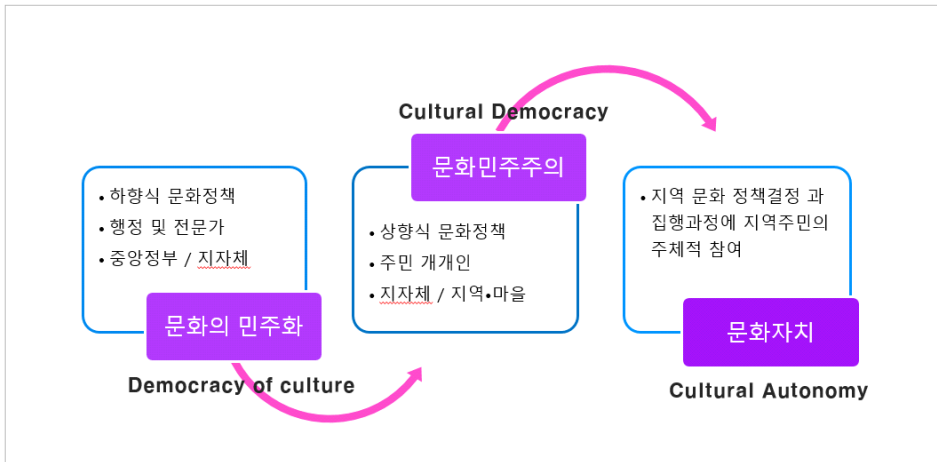 • 하향식 문화정책
• 행정 및 전문가
• 중앙정부 / 지자체
문화의 민주화
Democracy of culture
Cultural Democracy
문화민주주의
• 상향식 문화정책
• 주민 개개인
• 지자체 / 지역•마을
• 지역 문화 정책결정 과
집행과정에 지역주민의
주체적 참여
문화자치
Cultural Autonomy